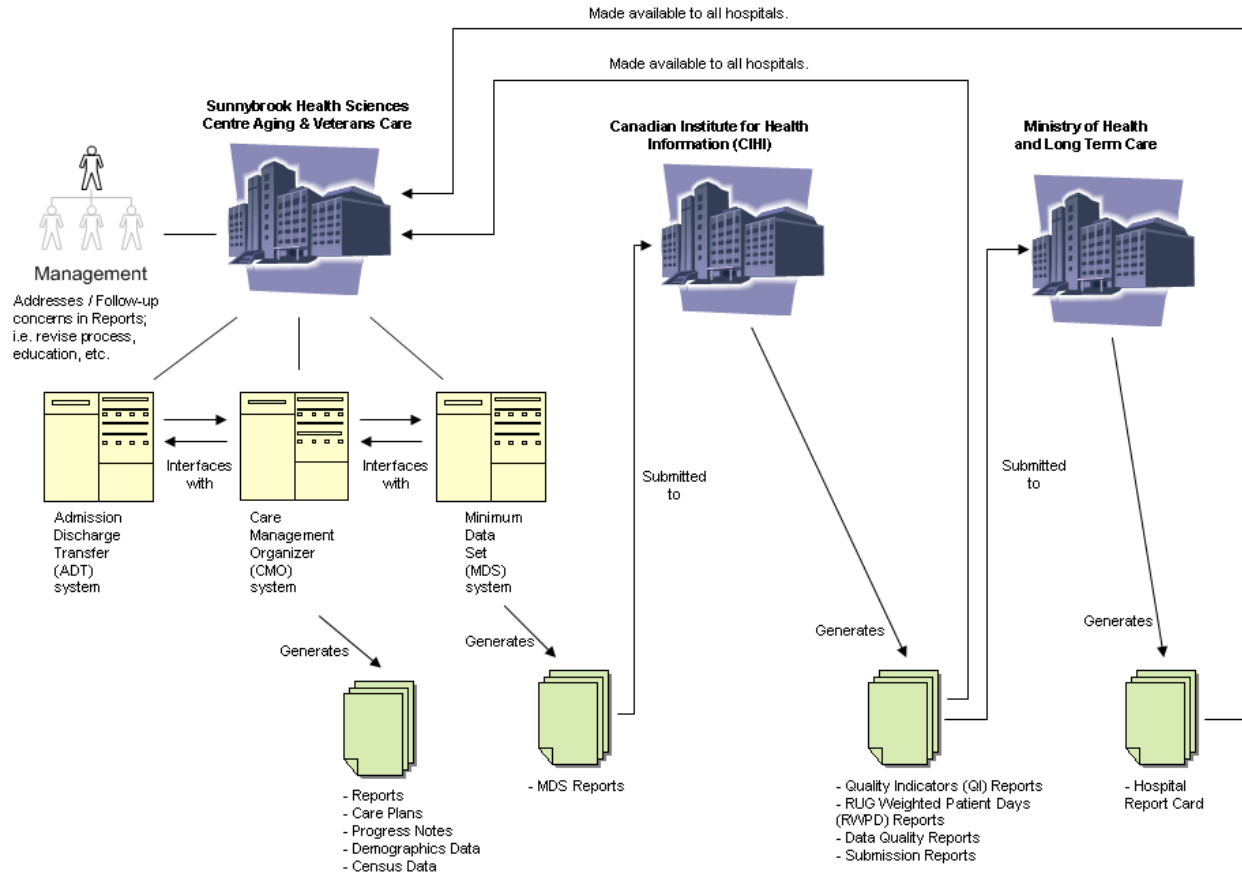 Made available to all hospitals.
Made available to all hospitals.
Sunnybrook Health Sciences
Centre Aging & Veterans Care
Canadian Institute for Health
Information (CIHI)
Ministry of Health
and Long Term Care
Management
Addresses / Follow-up
concerns in Reports;
i.e. revise process,
education, etc.
Interfaces
with
Interfaces
with
Submitted
to
Submitted
to
Admission
Discharge
Transfer
(ADT)
system
Care
Management
Organizer
(CMO)
system
Minimum
Data
Set
(MDS)
system
Generates
Generates
Generates
Generates
- Reports
- Care Plans
- Progress Notes
- Demographics Data
- Census Data
- MDS Reports
- Quality Indicators (QI) Reports
- RUG Weighted Patient Days
(RWPD) Reports
- Data Quality Reports
- Submission Reports
- Hospital
Report Card